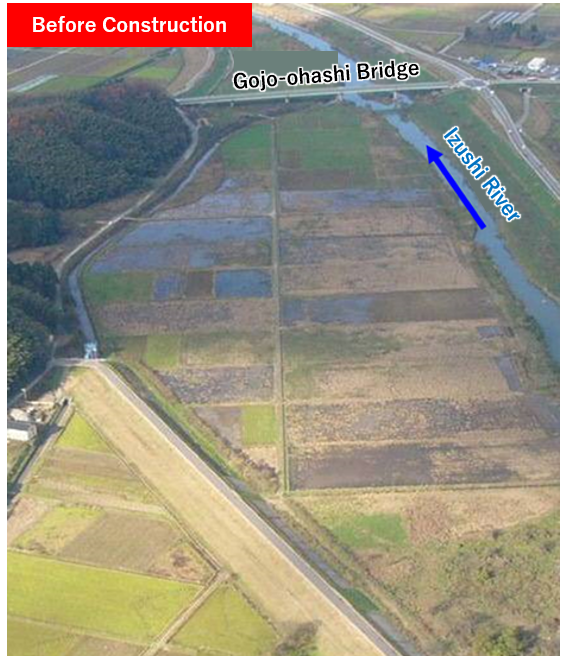 Before Construction
Gojo-ohashi Bridge
Izushi River